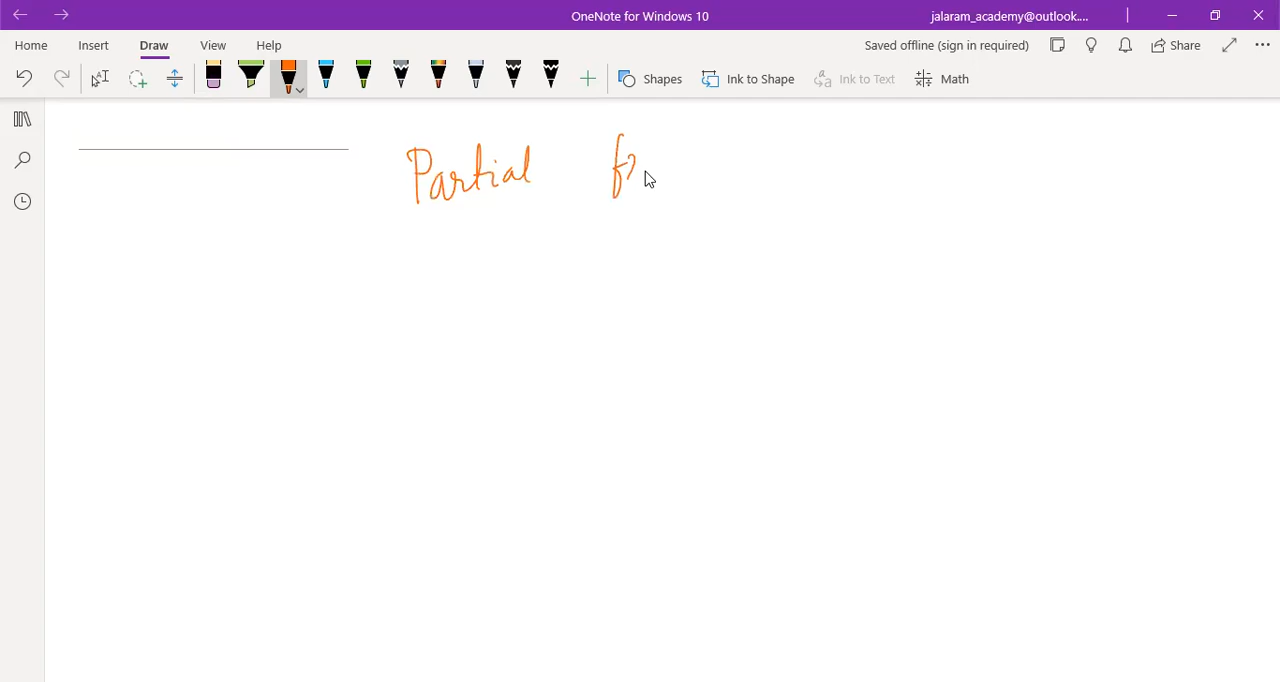 OneNote for Windows 10 jalaram_academy@outlook....
Home Insert Draw View Help Saved offline (sign in required) Share
Shapes Ink to Shape Ink to Text Math
Partial fr